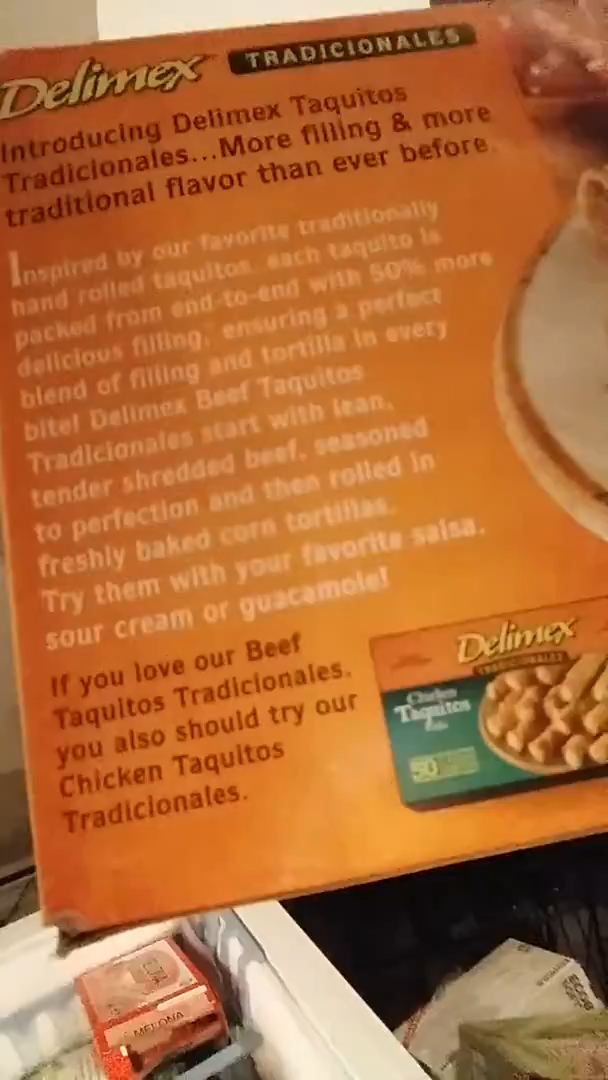 Delimex TRADICIONALES
Introducing Delimex Taquitos
Tradicionales...More filling & more
traditional flavor than ever before.
Inspired by our favorite traditionally
hand rolled taquitos, each taquito is
packed from end-to-end with 50% more
delicious filling, ensuring a perfect
blend of filling and tortilla in every
bite! Delimex Beef Taquitos
Tradicionales start with lean,
tender shredded beef, seasoned
to perfection and then rolled in
freshly baked corn tortillas.
Try them with your favorite salsa,
sour cream or guacamole!
If you love our Beef
Taquitos Tradicionales,
you also should try our
Chicken Taquitos
Tradicionales.
Delimex
TRADICIONALES
Chicken
Taquitos
50
MELONA